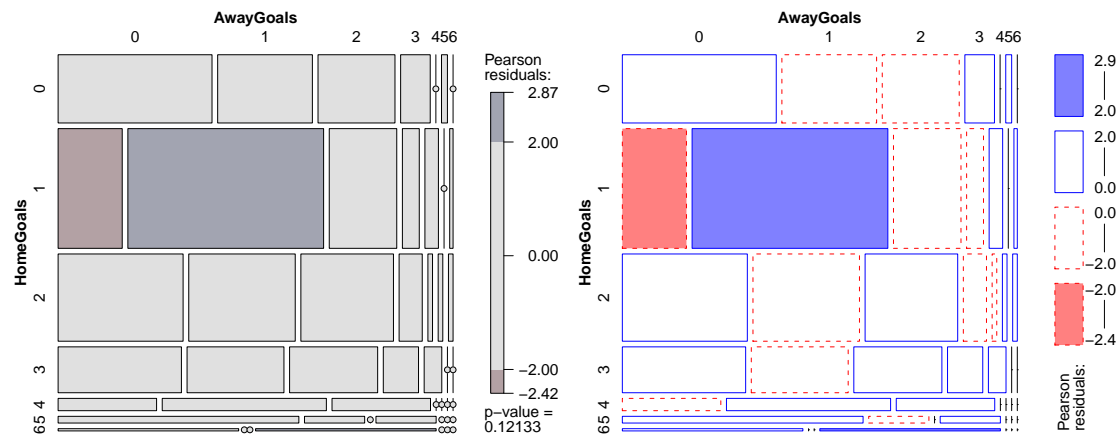 AwayGoals
0 1 2 3 456
HomeGoals
0
1
2
3
4
65
Pearson
residuals:
2.87
2.00
0.00
−2.00
−2.42
p−value =
0.12133
AwayGoals
0 1 2 3 456
HomeGoals
0
1
2
3
4
65
2.9
2.0
2.0
0.0
0.0
−2.0
−2.0
−2.4
Pearson
residuals: